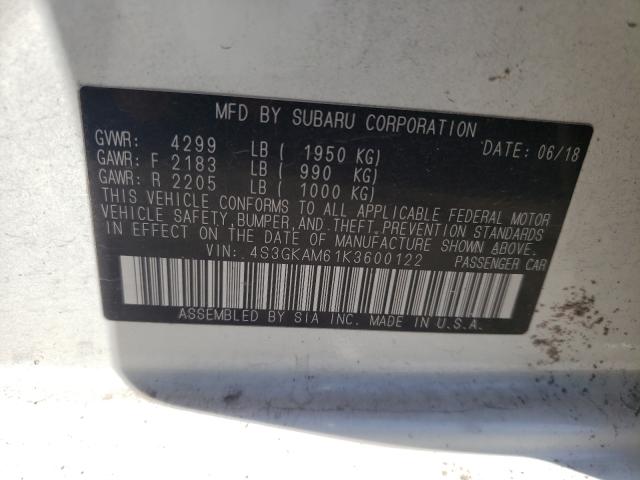 MFD BY SUBARU CORPORATION
GVWR: 4299 LB ( 1950 KG) DATE: 06/18
GAWR: F 2183 LB ( 990 KG)
GAWR: R 2205 LB ( 1000 KG)
THIS VEHICLE CONFORMS TO ALL APPLICABLE FEDERAL MOTOR
VEHICLE SAFETY, BUMPER, AND THEFT PREVENTION STANDARDS
IN EFFECT ON THE DATE OF MANUFACTURE SHOWN ABOVE.
VIN: 4S3GKAM61K3600122 PASSENGER CAR
ASSEMBLED BY SIA INC. MADE IN U.S.A.